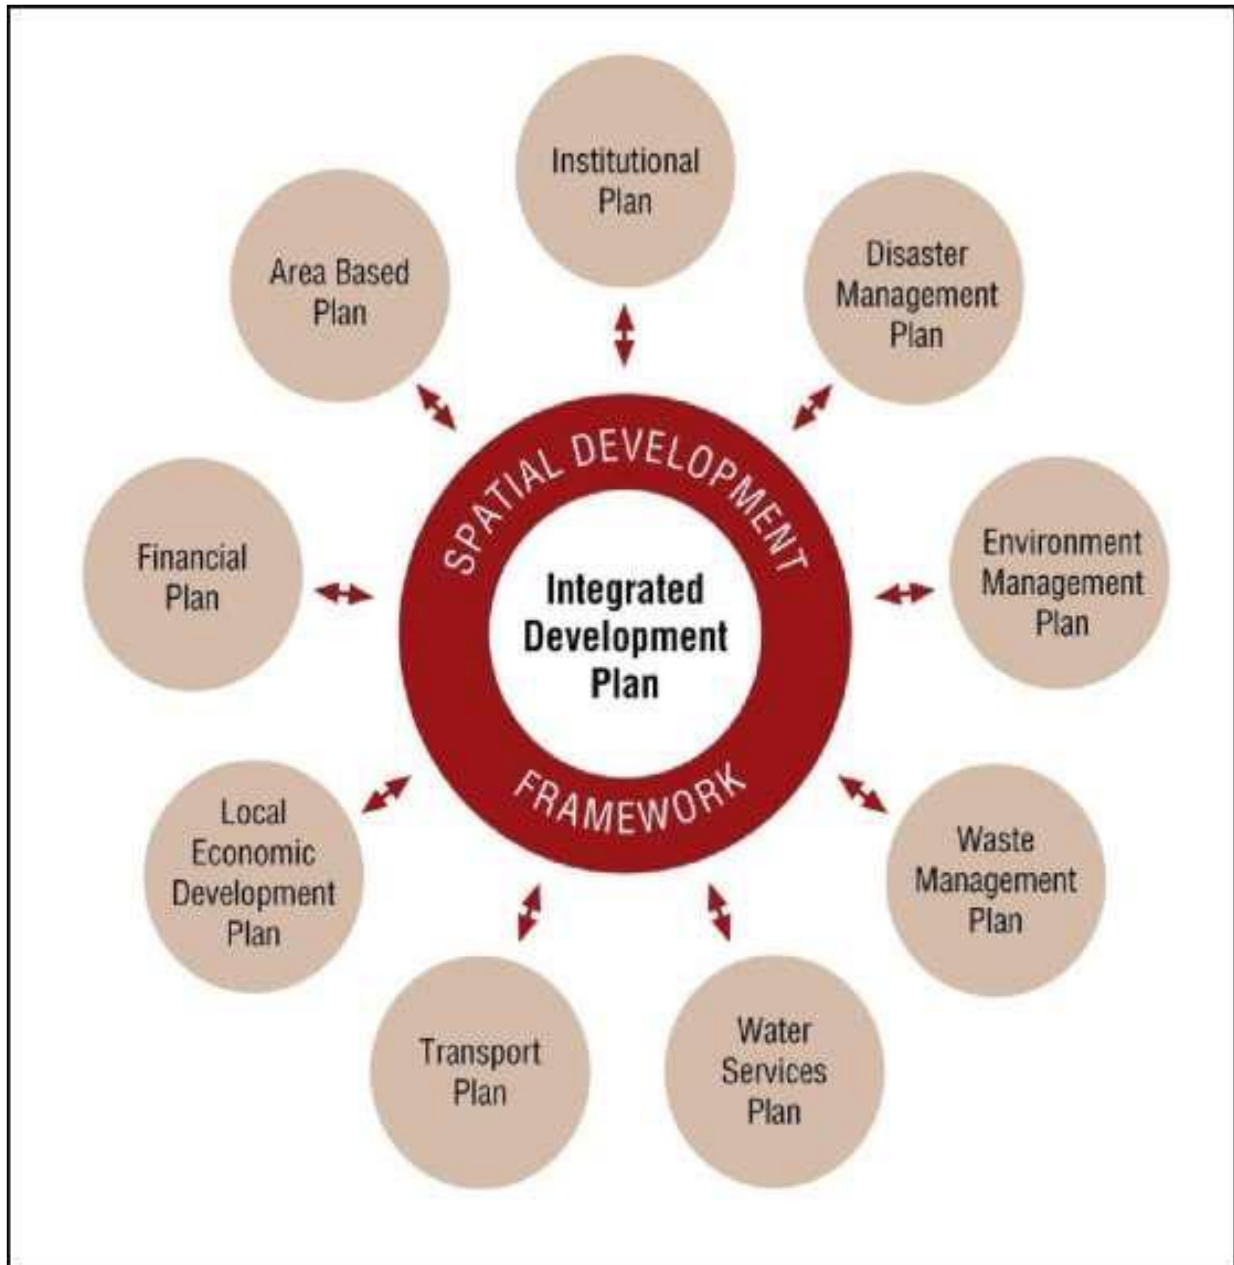 Institutional
Plan
Disaster
Management
Plan
Environment
Management
Plan
Waste
Management
Plan
Water
Services
Plan
Transport
Plan
Local
Economic
Development
Plan
Financial
Plan
Area Based
Plan
SPATIAL DEVELOPMENT
FRAMEWORK
Integrated
Development
Plan